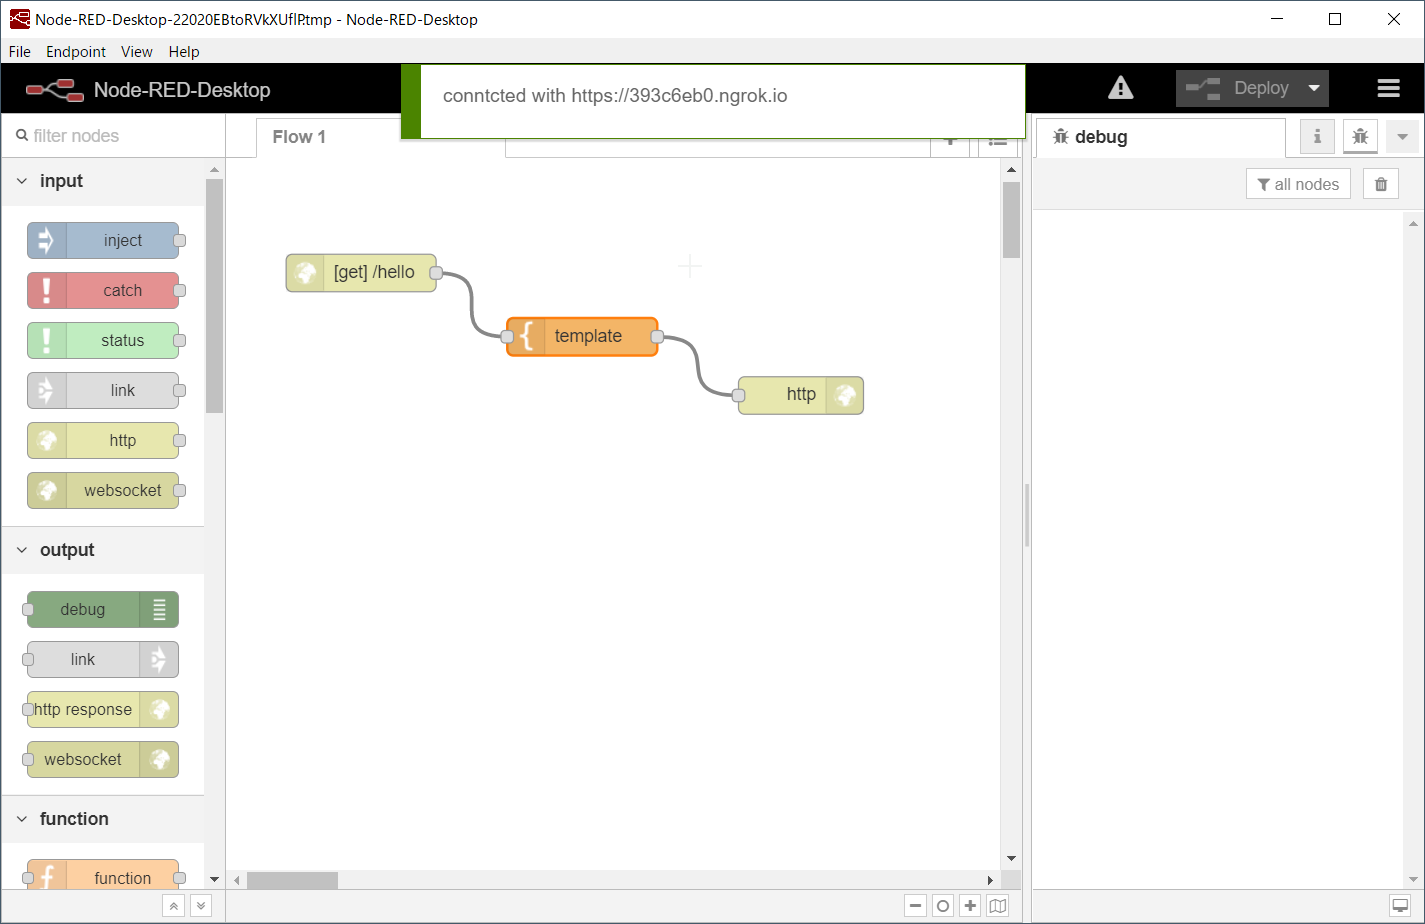 Node-RED-Desktop-22020EBtoRVkXUflP.tmp - Node-RED-Desktop
File Endpoint View Help
Node-RED-Desktop
conntcted with https://393c6eb0.ngrok.io
Deploy
filter nodes
Flow 1
debug
all nodes
input
inject
catch
status
link
http
websocket
output
debug
link
http response
websocket
function
function
[get] /hello
template
http